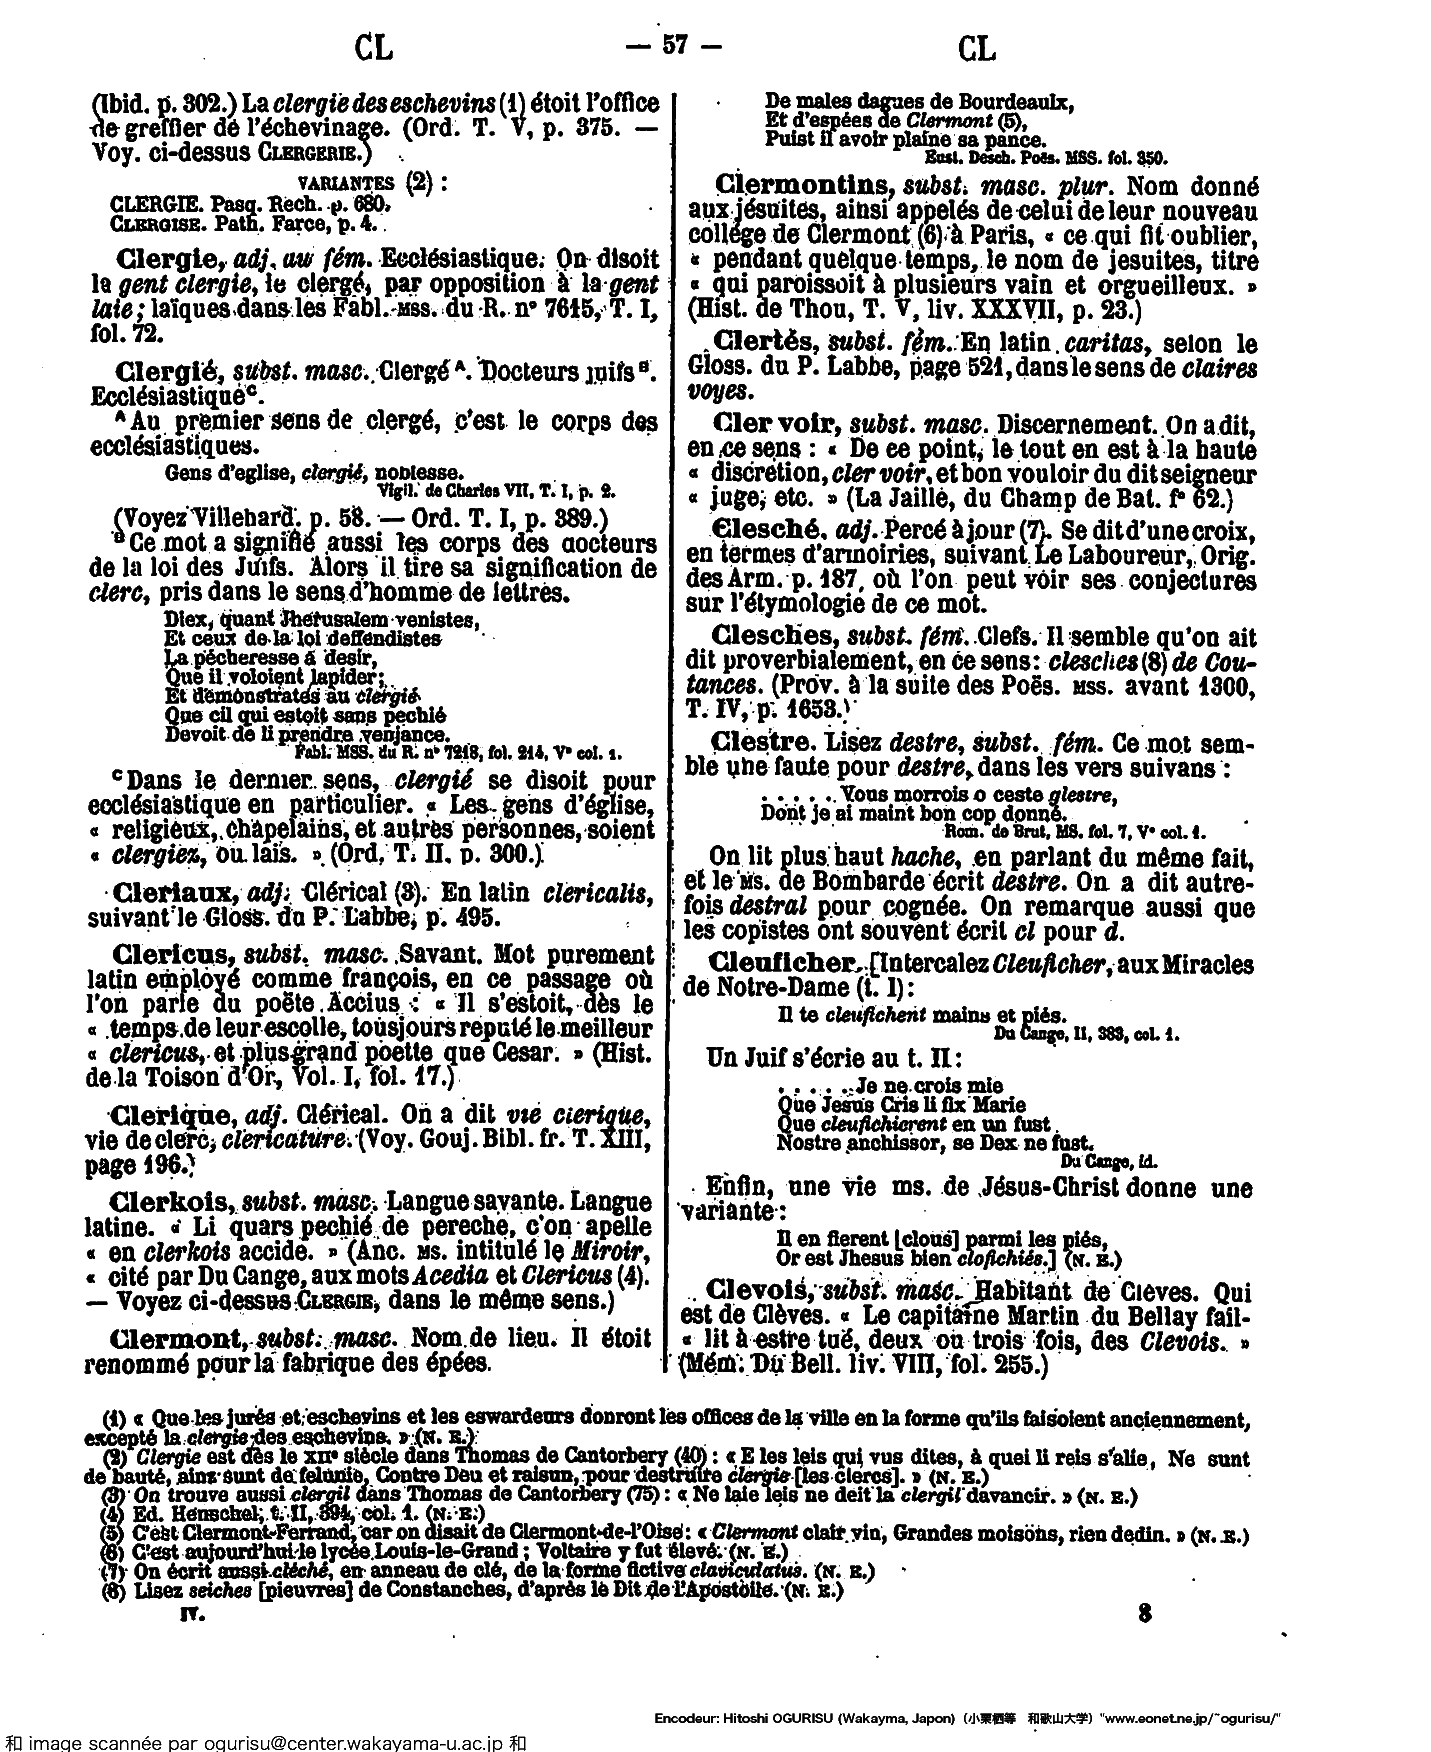 CL — 57 — CL
(Ibid. p. 302.) La clergie des eschevins (1) étoit l'office
de greffier de l'échevinage. (Ord. T. V, p. 375. —
Voy. ci-dessus CLERGERIE.)
VARIANTES (2) :
CLERGIE. Pasq. Rech. p. 680.
CLERGISE. Path. Farce, p. 4.
Clergie, adj. au fém. Ecclésiastique. On disoit
la gent clergie, le clergé, par opposition à la gent
laie ; laïques dans les Fabl. MSS. du R. n° 7615, T. I,
fol. 72.
Clergié, subst. masc. Clergé A. Docteurs juifs B.
Ecclésiastique C.
A Au premier sens de clergé, c'est le corps des
ecclésiastiques.
Gens d'eglise, clergié, noblesse.
Vigil. de Charles VII, T. I, p. 2.
(Voyez Villehard. p. 58. — Ord. T. I, p. 389.)
B Ce mot a signifié aussi les corps des docteurs
de la loi des Juifs. Alors il tire sa signification de
clerc, pris dans le sens d'homme de lettres.
Diex, quant Jherusalem venistes,
Et ceux de la loi deffendistes
La pécheresse à desir,
Que il voloient lapider ;
Et demonstrates au clergié
Que cil qui estoit sans pechié
Devoit de li prendre venjance.
Fabl. MSS. du R. n° 7218, fol. 214, V° col. 1.
C Dans le dernier sens, clergié se disoit pour
ecclésiastique en particulier. « Les gens d'église,
« religieux, chapelains, et autres personnes, soient
« clergiez, ou lais. » (Ord. T. II. p. 300.)
Cleriaux, adj. Clérical (3). En latin clericalis,
suivant le Gloss. du P. Labbe, p. 495.
Clericus, subst. masc. Savant. Mot purement
latin employé comme françois, en ce passage où
l'on parle du poëte Accius : « Il s'estoit, dès le
« temps de leur escolle, tousjours reputé le meilleur
« clericus, et plus grand poette que Cesar. » (Hist.
de la Toison d'Or, Vol. I, fol. 17.)
Clerique, adj. Clérical. On a dit vie clerique,
vie de clerc, clericature. (Voy. Gouj. Bibl. fr. T. XIII,
page 196.)
Clerkois, subst. masc. Langue savante. Langue
latine. « Li quars pechié de pereche, c'on apelle
« en clerkois accide. » (Anc. MS. intitulé le Miroir,
« cité par Du Cange, aux mots Acedia et Clericus (4).
— Voyez ci-dessus CLERGIE, dans le même sens.)
Clermont, subst. masc. Nom de lieu. Il étoit
renommé pour la fabrique des épées.
De males dagues de Bourdeaulx,
Et d'espées de Clermont (5),
Puist il avoir plaine sa pance.
Eust. Desch. Poës. MSS. fol. 350.
Clermontins, subst. masc. plur. Nom donné
aux jésuites, ainsi appelés de celui de leur nouveau
collége de Clermont (6) à Paris, « ce qui fit oublier,
« pendant quelque temps, le nom de jesuites, titre
« qui paroissoit à plusieurs vain et orgueilleux. »
(Hist. de Thou, T. V, liv. XXXVII, p. 23.)
Clertés, subst. fém. En latin caritas, selon le
Gloss. du P. Labbe, page 521, dans le sens de claires
voyes.
Cler voir, subst. masc. Discernement. On a dit,
en ce sens : « De ce point, le tout en est à la haute
« discretion, cler voir, et bon vouloir du dit seigneur
« juge, etc. » (La Jaille, du Champ de Bat. f° 62.)
Clesché, adj. Percé à jour (7). Se dit d'une croix,
en termes d'armoiries, suivant Le Laboureur, Orig.
des Arm. p. 187, où l'on peut voir ses conjectures
sur l'étymologie de ce mot.
Clesches, subst. fém. Clefs. Il semble qu'on ait
dit proverbialement, en ce sens : clesches (8) de Cou-
tances. (Prov. à la suite des Poës. MSS. avant 1300,
T. IV, p. 1653.)
Clestre. Lisez destre, subst. fém. Ce mot sem-
ble une faute pour destre, dans les vers suivans :
. . . . . Vous morrois o ceste glestre,
Dont je ai maint bon cop donné.
Rom. de Brut, MS. fol. 7, V° col. 1.
On lit plus haut hache, en parlant du même fait,
et le MS. de Bombarde écrit destre. On a dit autre-
fois destral pour cognée. On remarque aussi que
les copistes ont souvent écrit cl pour d.
Cleuficher. [Intercalez Cleuficher, aux Miracles
de Notre-Dame (t. I) :
Il te cleufichent mains et piés.
Du Cange, II, 383, col. 1.
Un Juif s'écrie au t. II :
. . . . . Je ne crois mie
Que Jesus Cris li fix Marie
Que cleufichierent en un fust
Nostre anchissor, se Dex ne fust.
Du Cange, id.
Enfin, une vie ms. de Jésus-Christ donne une
variante :
Il en fierent [clous] parmi les piés,
Or est Jhesus bien clofichiés.] (N. E.)
Clevois, subst. masc. Habitant de Clèves. Qui
est de Clèves. « Le capitaine Martin du Bellay fail-
« lit à estre tué, deux ou trois fois, des Clevois. »
(Mém. Du Bell. liv. VIII, fol. 255.)
(1) « Que les jurés et eschevins et les eswardeurs donront les offices de la ville en la forme qu'ils faisoient anciennement,
excepté la clergie des eschevins. » (N. E.)
(2) Clergie est dès le XIIe siècle dans Thomas de Cantorbery (40) : « E les leis qui vus dites, à quei li reis s'alie, Ne sunt
de bauté, ains sunt de felunie, Contre Deu et raisun, pour destruire clergie [les clercs]. » (N. E.)
(3) On trouve aussi clergil dans Thomas de Cantorbery (75) : « Ne laie leis ne deit la clergil davancir. » (N. E.)
(4) Ed. Henschel, t. II, 394, col. 1. (N. E.)
(5) C'est Clermont-Ferrand, car on disait de Clermont-de-l'Oise : « Clermont clair vin, Grandes moisons, rien dedin. » (N. E.)
(6) C'est aujourd'hui le lycée Louis-le-Grand ; Voltaire y fut élevé. (N. E.)
(7) On écrit aussi cléché, en anneau de clé, de la forme fictive claviculatus. (N. E.)
(8) Lisez seiches [pieuvres] de Constanches, d'après le Dit de l'Apostoile. (N. E.)
IV. 8
Encodeur: Hitoshi OGURISU (Wakayma, Japon)（小栗栖等　和歌山大学）"www.eonet.ne.jp/~ogurisu/"
和 image scannée par ogurisu@center.wakayama-u.ac.jp 和